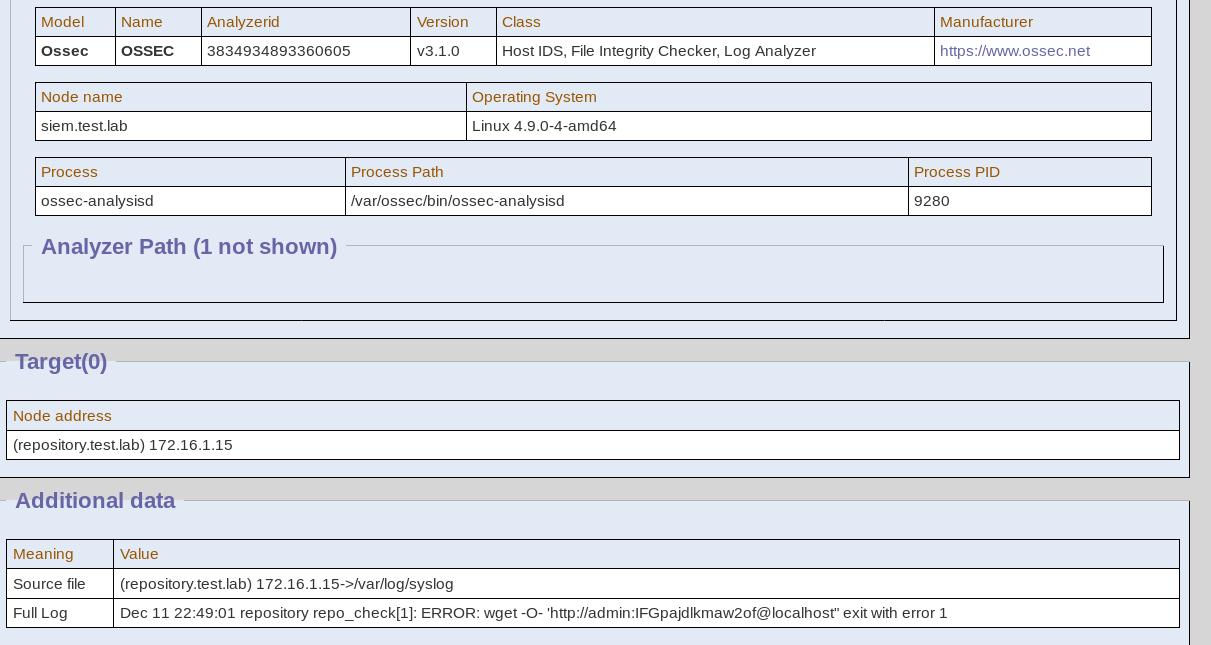 Model Name Analyzerid Version Class Manufacturer
Ossec OSSEC 3834934893360605 v3.1.0 Host IDS, File Integrity Checker, Log Analyzer https://www.ossec.net
Node name Operating System
siem.test.lab Linux 4.9.0-4-amd64
Process Process Path Process PID
ossec-analysisd /var/ossec/bin/ossec-analysisd 9280
Analyzer Path (1 not shown)
Target(0)
Node address
(repository.test.lab) 172.16.1.15
Additional data
Meaning Value
Source file (repository.test.lab) 172.16.1.15->/var/log/syslog
Full Log Dec 11 22:49:01 repository repo_check[1]: ERROR: wget -O- 'http://admin:IFGpajdlkmaw2of@localhost" exit with error 1